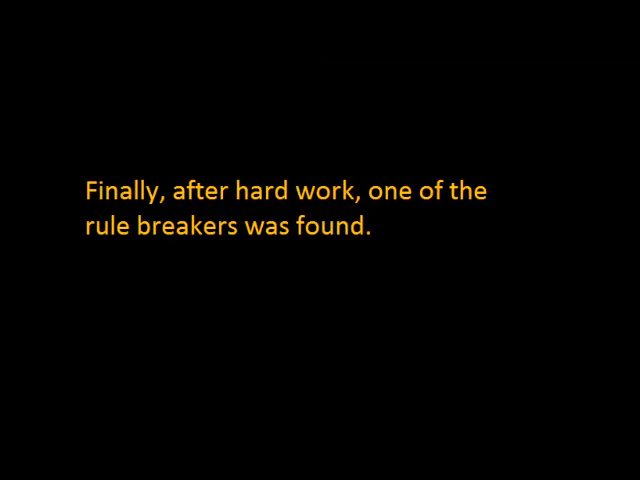 Finally, after hard work, one of the
rule breakers was found.